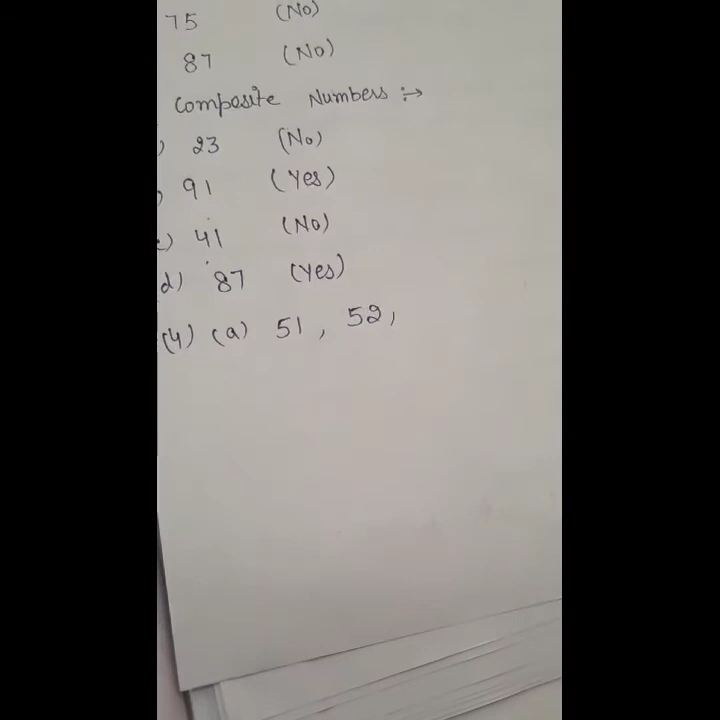 75 (No)
87 (No)
Composite Numbers :→
) 23 (No)
) 91 (Yes)
c) 41 (No)
d) 87 (Yes)
(4) (a) 51, 52,